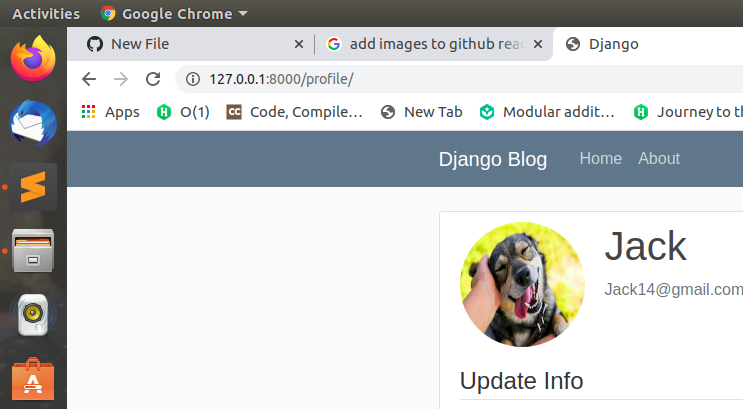 Activities Google Chrome
New File add images to github rea Django
127.0.0.1:8000/profile/
Apps O(1) CC Code, Compile… New Tab Modular addit… Journey to th
Django Blog Home About
Jack
Jack14@gmail.com
Update Info